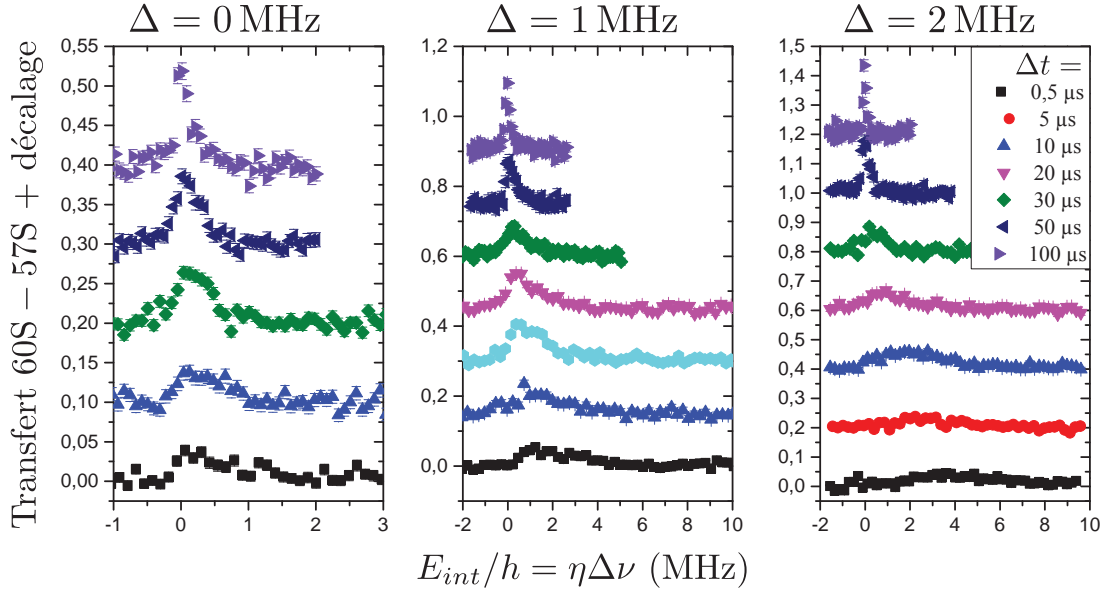 Δ = 0 MHz
Δ = 1 MHz
Δ = 2 MHz
Transfert 60S − 57S + décalage
0,55
0,50
0,45
0,40
0,35
0,30
0,25
0,20
0,15
0,10
0,05
0,00
-1 0 1 2 3
1,2
1,0
0,8
0,6
0,4
0,2
0,0
-2 0 2 4 6 8 10
1,5
1,4
1,3
1,2
1,1
1,0
0,9
0,8
0,7
0,6
0,5
0,4
0,3
0,2
0,1
0,0
-2 0 2 4 6 8 10
Δt =
0,5 µs
5 µs
10 µs
20 µs
30 µs
50 µs
100 µs
E_int/h = ηΔν (MHz)